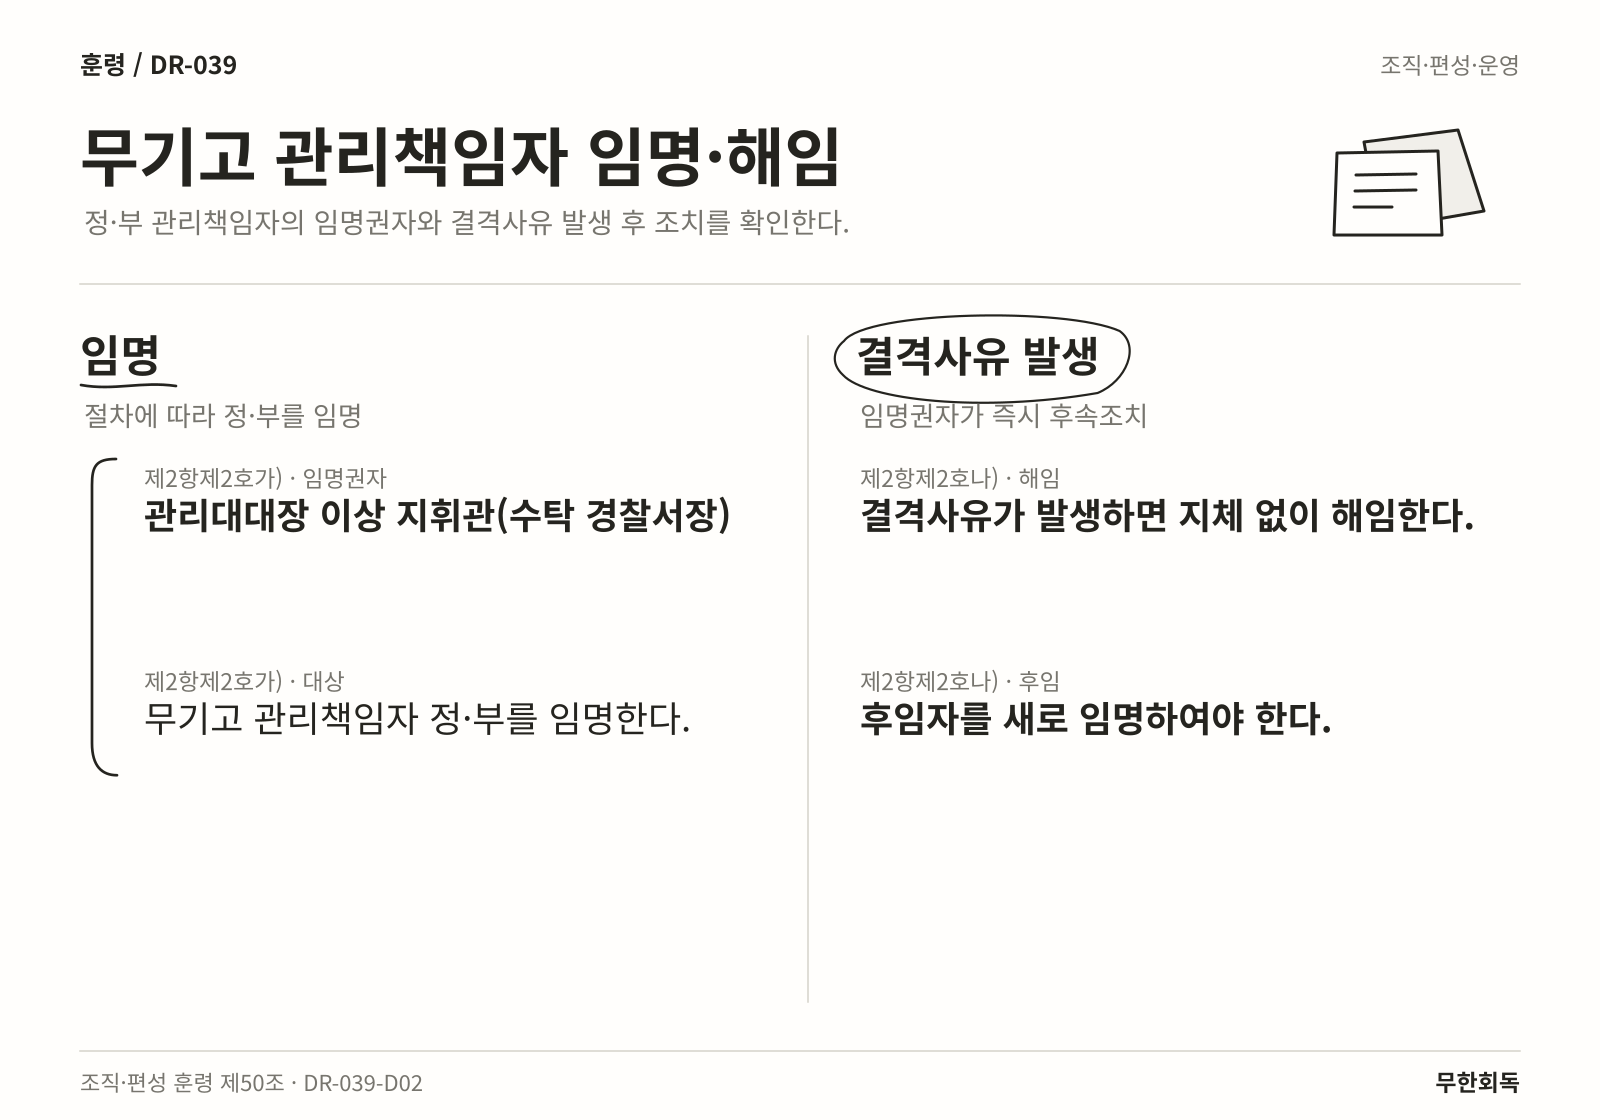 훈령 / DR-039
조직·편성·운영
무기고 관리책임자 임명·해임
정·부 관리책임자의 임명권자와 결격사유 발생 후 조치를 확인한다.
임명
절차에 따라 정·부를 임명
제2항제2호가) · 임명권자
관리대대장 이상 지휘관(수탁 경찰서장)
제2항제2호가) · 대상
무기고 관리책임자 정·부를 임명한다.
결격사유 발생
임명권자가 즉시 후속조치
제2항제2호나) · 해임
결격사유가 발생하면 지체 없이 해임한다.
제2항제2호나) · 후임
후임자를 새로 임명하여야 한다.
조직·편성 훈령 제50조 · DR-039-D02
무한회독